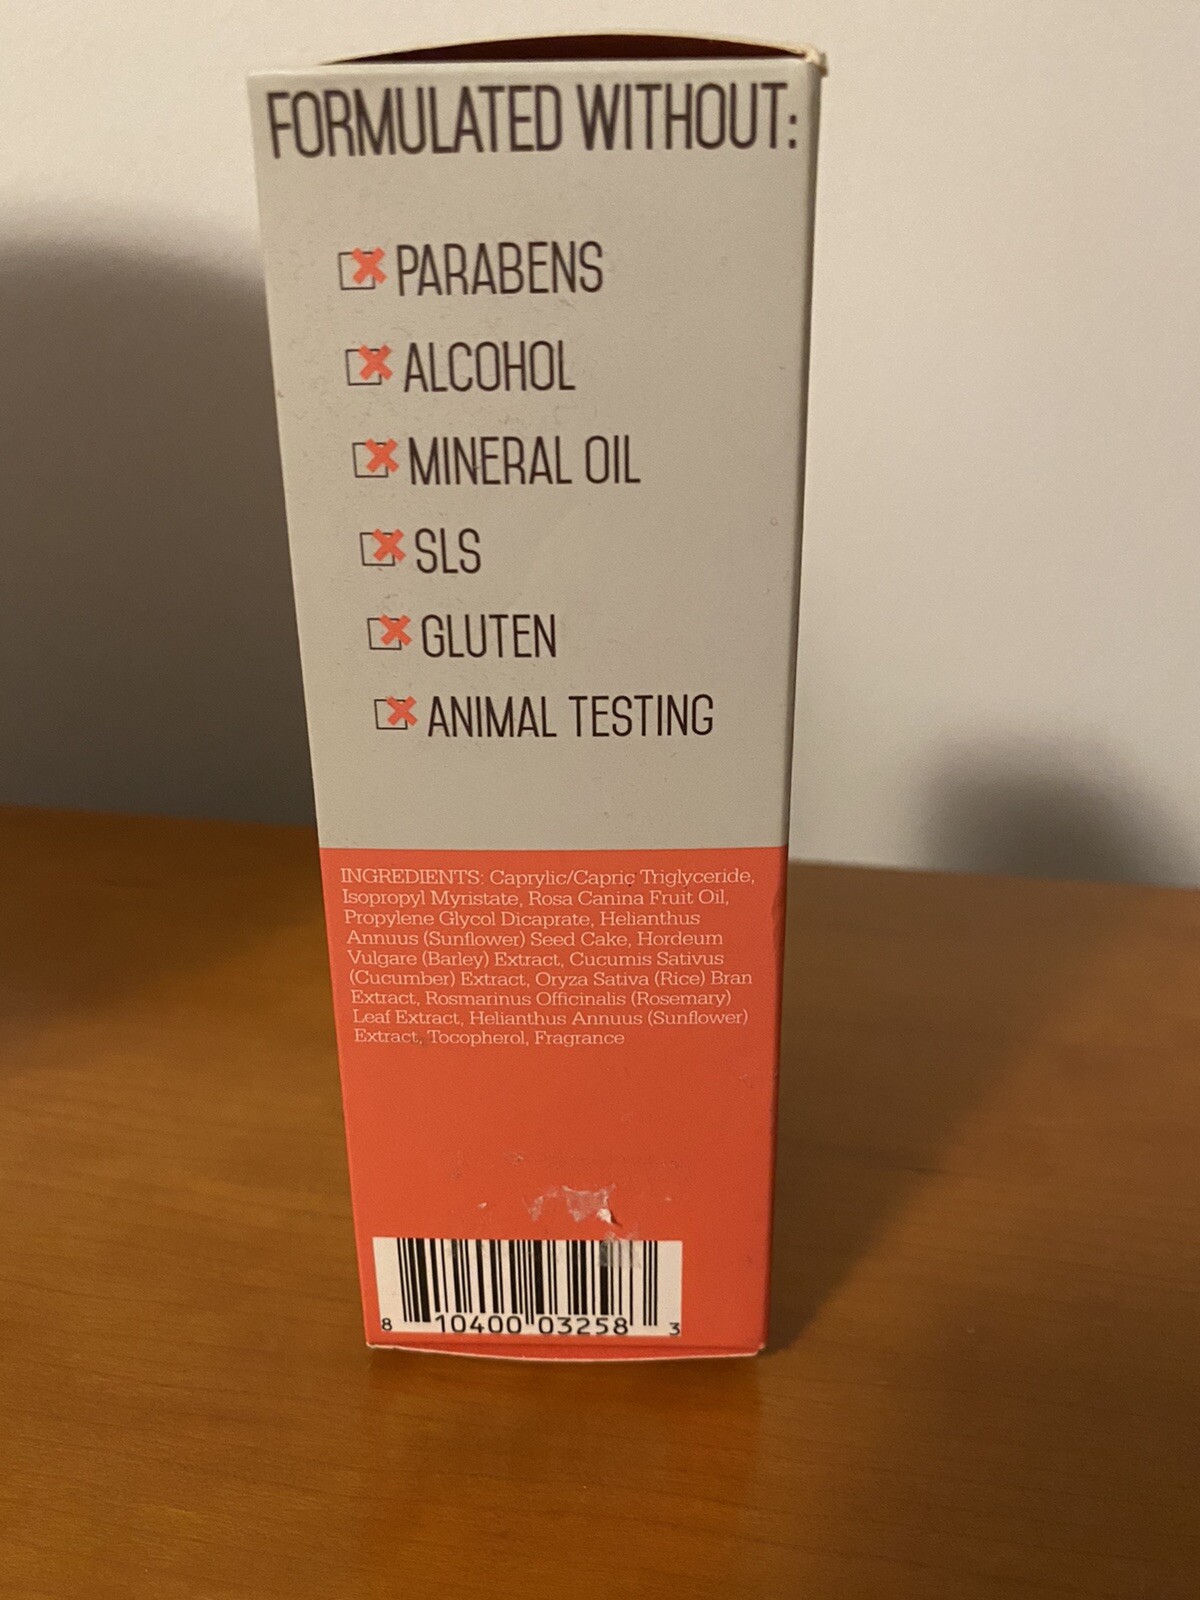 FORMULATED WITHOUT:
PARABENS
ALCOHOL
MINERAL OIL
SLS
GLUTEN
ANIMAL TESTING
INGREDIENTS: Caprylic/Capric Triglyceride,
Isopropyl Myristate, Rosa Canina Fruit Oil,
Propylene Glycol Dicaprate, Helianthus
Annuus (Sunflower) Seed Cake, Hordeum
Vulgare (Barley) Extract, Cucumis Sativus
(Cucumber) Extract, Oryza Sativa (Rice) Bran
Extract, Rosmarinus Officinalis (Rosemary)
Leaf Extract, Helianthus Annuus (Sunflower)
Extract, Tocopherol, Fragrance
8 10400 03258 3